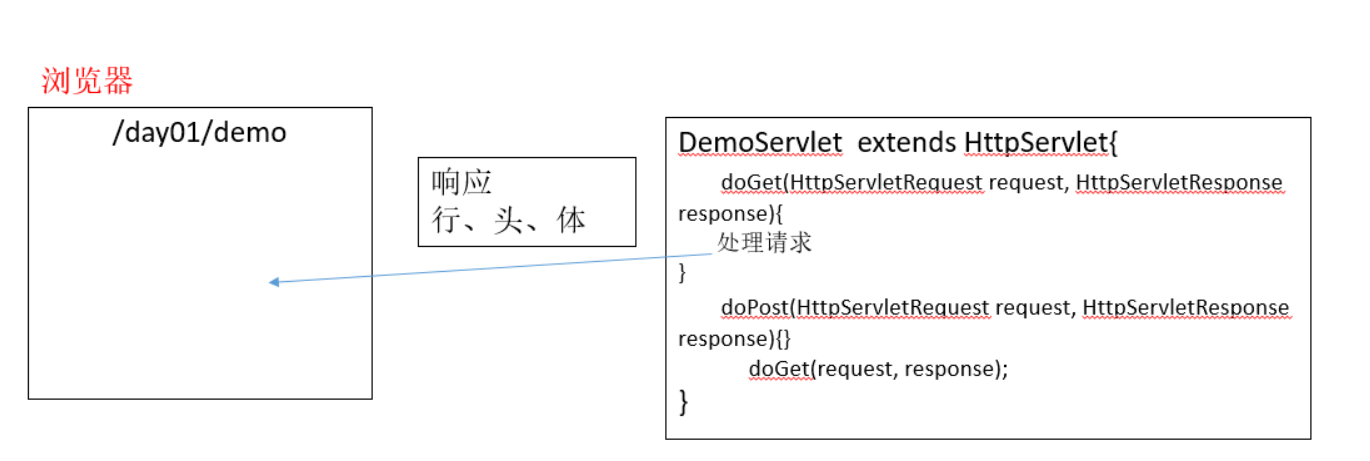 浏览器
/day01/demo
响应
行、头、体
DemoServlet extends HttpServlet{
doGet(HttpServletRequest request, HttpServletResponse
response){
处理请求
}
doPost(HttpServletRequest request, HttpServletResponse
response){}
doGet(request, response);
}